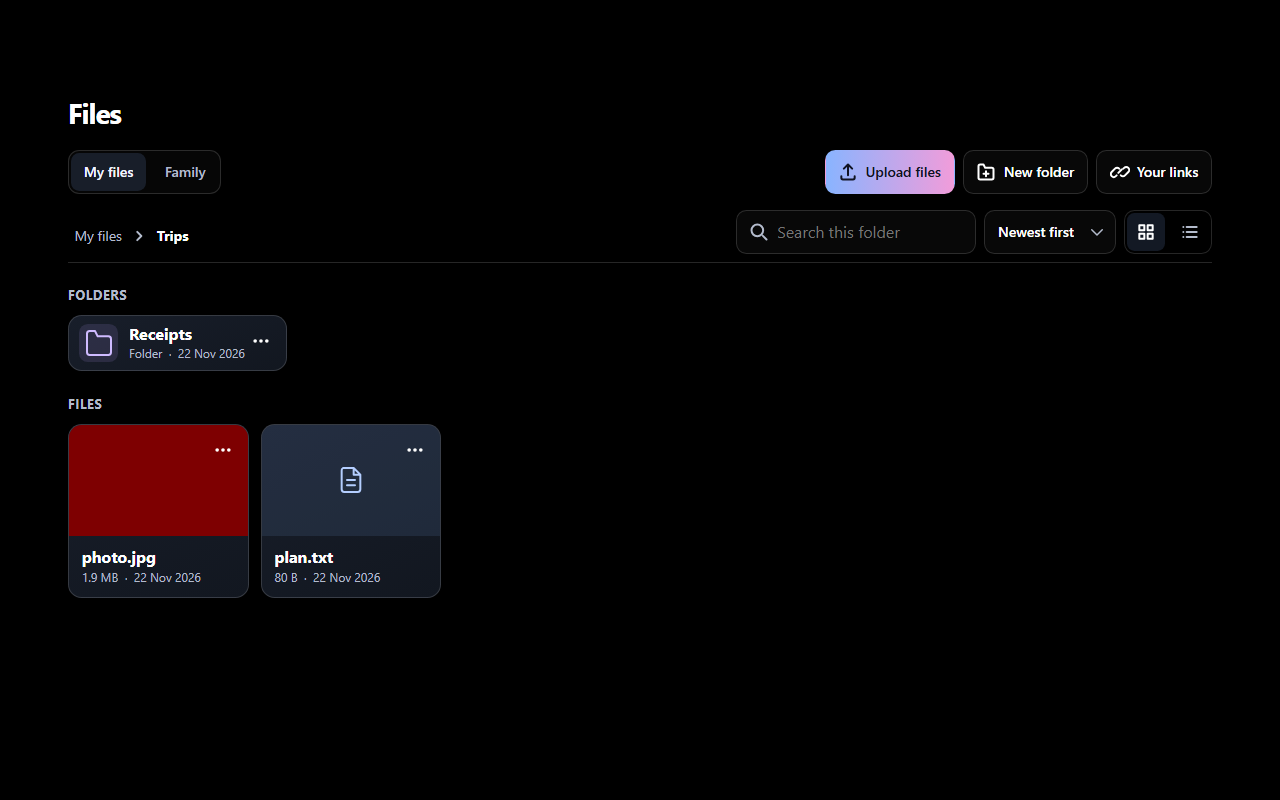 Files
My files Family Upload files New folder Your links
My files Trips Search this folder Newest first
FOLDERS
Receipts
Folder · 22 Nov 2026
FILES
photo.jpg plan.txt
1.9 MB · 22 Nov 2026 80 B · 22 Nov 2026